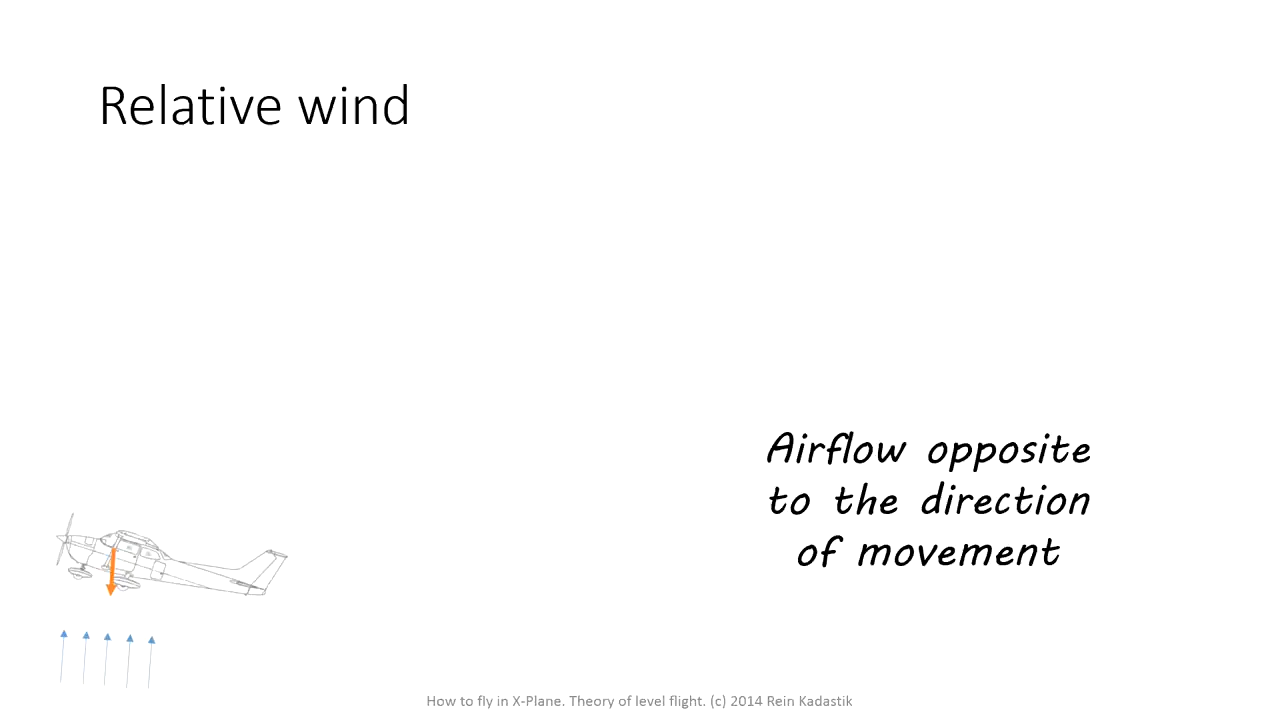 Relative wind
Airflow opposite
to the direction
of movement
How to fly in X-Plane. Theory of level flight. (c) 2014 Rein Kadastik